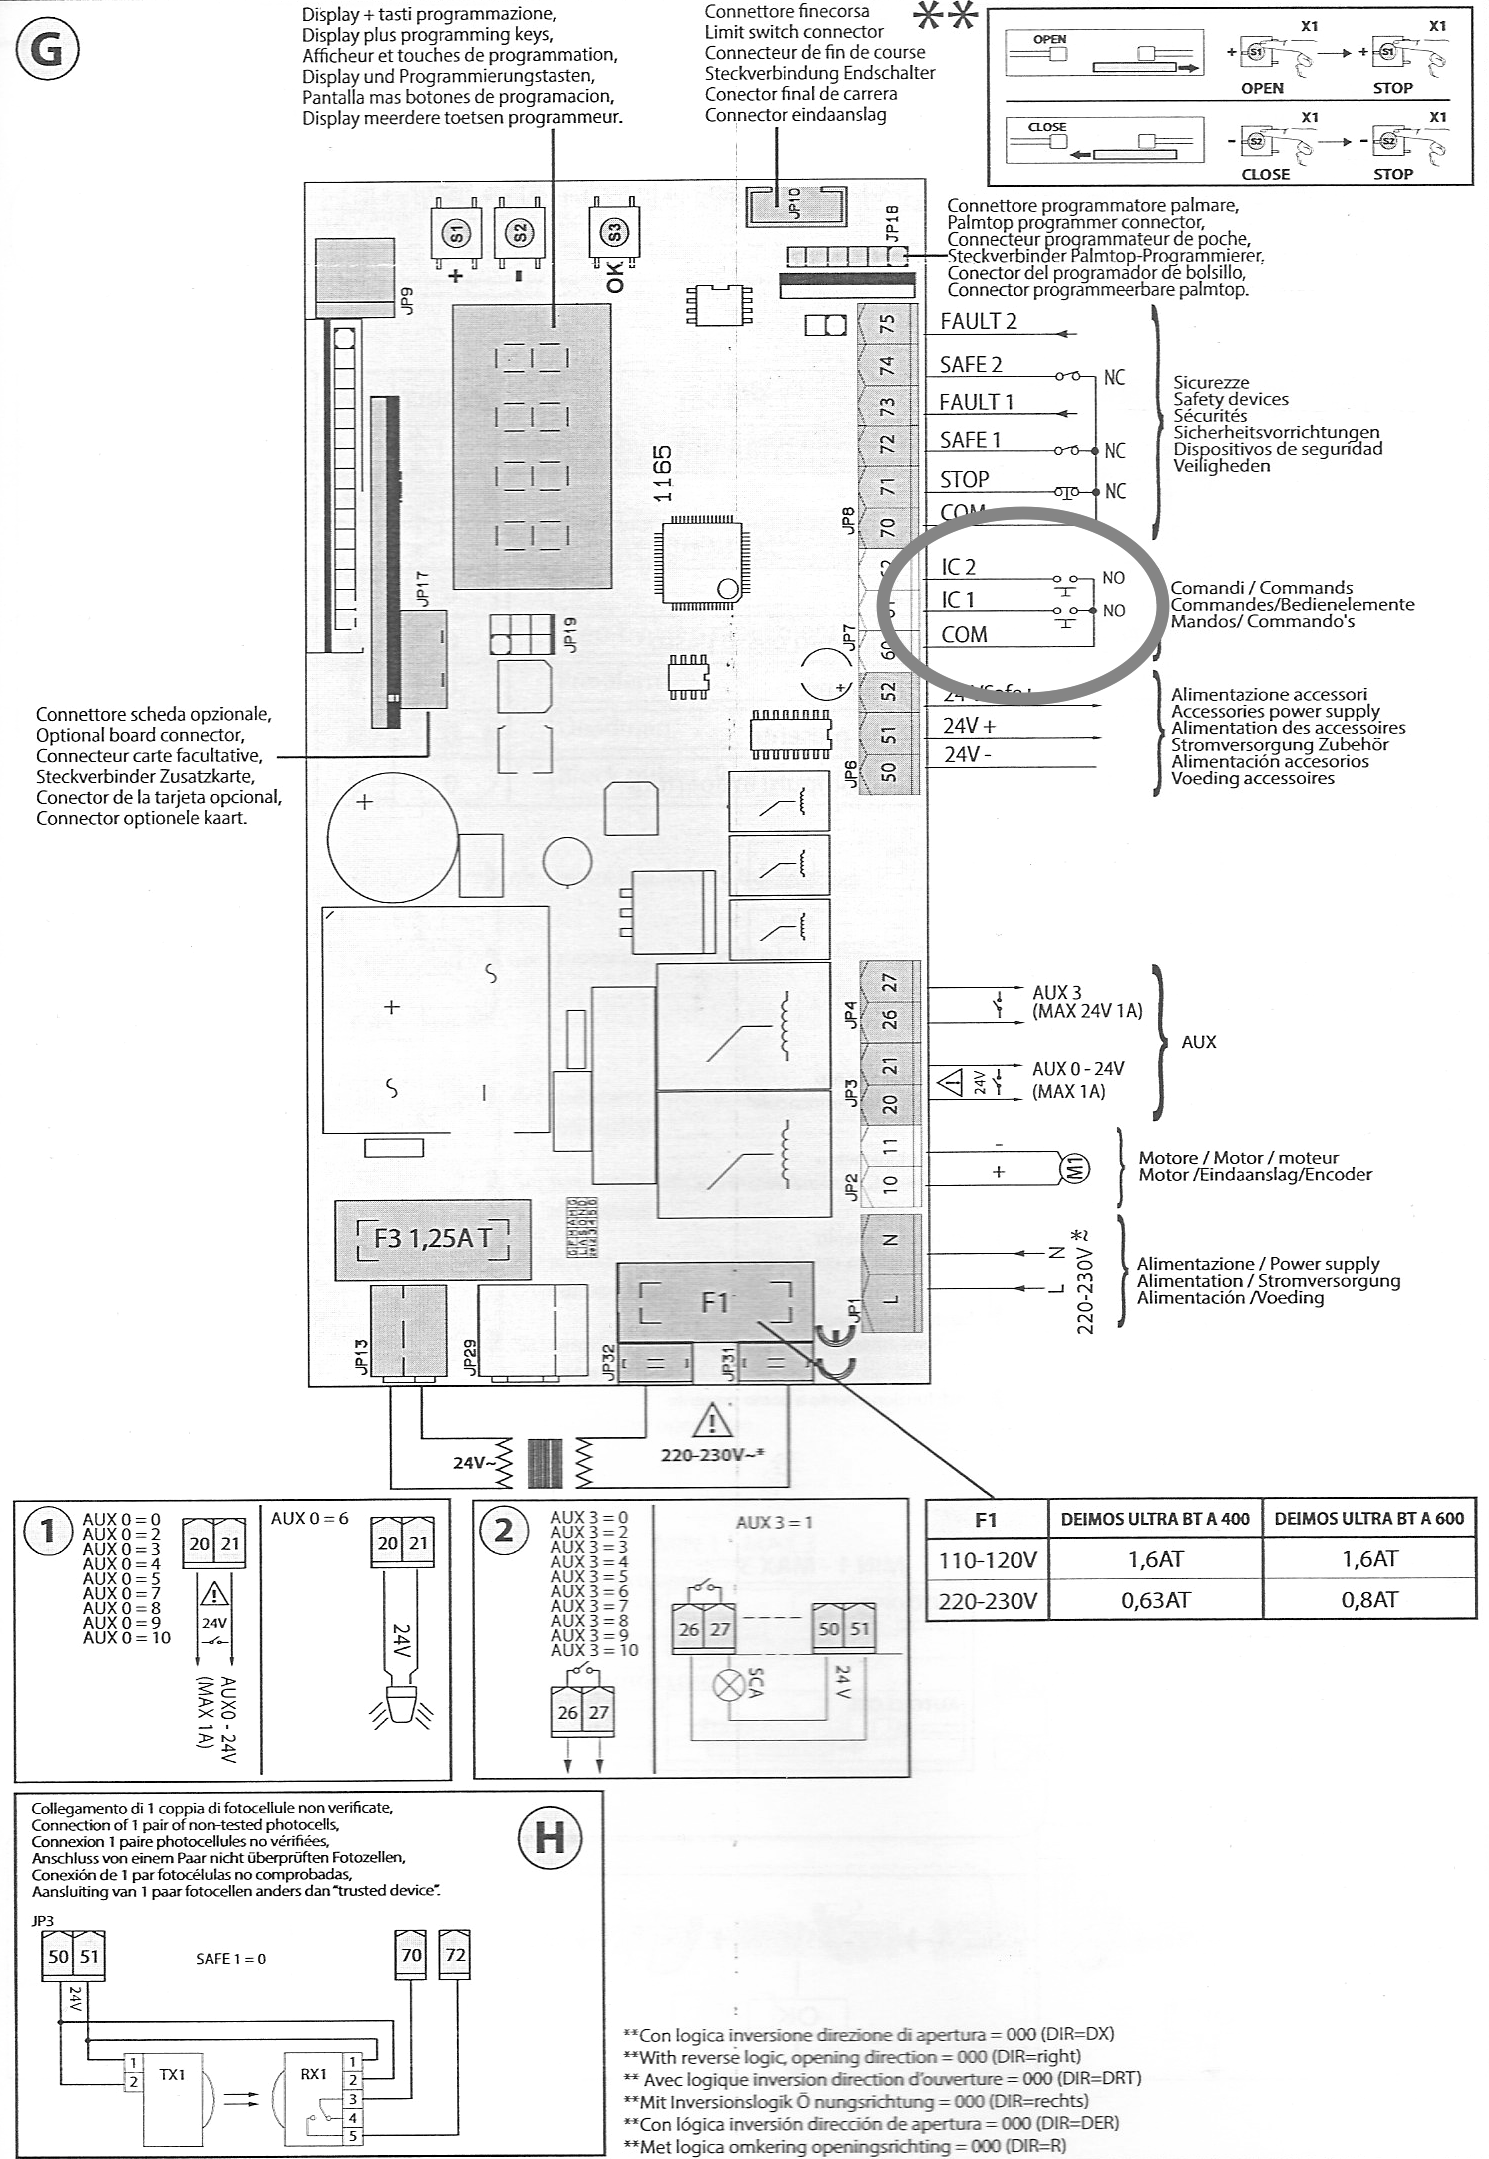 G
Display + tasti programmazione,
Display plus programming keys,
Afficheur et touches de programmation,
Display und Programmierungstasten,
Pantalla mas botones de programacion,
Display meerdere toetsen programmeur.
Connettore finecorsa
Limit switch connector
Connecteur de fin de course
Steckverbindung Endschalter
Conector final de carrera
Connector eindaanslag
**
OPEN
+ S1 X1
OPEN
+ S1 X1
STOP
CLOSE
- S2 X1
CLOSE
- S2 X1
STOP
Connettore programmatore palmare,
Palmtop programmer connector,
Connecteur programmateur de poche,
Steckverbinder Palmtop-Programmierer,
Conector del programador de bolsillo,
Connector programmeerbare palmtop.
S1
+
S2
-
S3
OK
JP10
JP18
JP9
1165
JP17
JP19
JP8
75 FAULT 2
74 SAFE 2 NC
73 FAULT 1
72 SAFE 1 NC
71 STOP NC
70 COM
Sicurezze
Safety devices
Sécurités
Sicherheitsvorrichtungen
Dispositivos de seguridad
Veiligheden
JP7
IC 2 NO
IC 1 NO
60 COM
Comandi / Commands
Commandes/Bedienelemente
Mandos/ Commando's
JP6
52
51 24V +
50 24V -
Alimentazione accessori
Accessories power supply
Alimentation des accessoires
Stromversorgung Zubehör
Alimentación accesorios
Voeding accessoires
Connettore scheda opzionale,
Optional board connector,
Connecteur carte facultative,
Steckverbinder Zusatzkarte,
Conector de la tarjeta opcional,
Connector optionele kaart.
+
+
S
+
S
-
JP4
27
26
AUX 3
(MAX 24V 1A)
JP3
21
20
24V
AUX 0 - 24V
(MAX 1A)
AUX
JP2
11 -
10 +
M1
Motore / Motor / moteur
Motor /Eindaanslag/Encoder
JP1
N
L
N
L
220-230V ~*
Alimentazione / Power supply
Alimentation / Stromversorgung
Alimentación /Voeding
F3 1,25A T
F1
JP13
JP29
JP32
JP31
24V~
220-230V~*
1
AUX 0 = 0
AUX 0 = 2
AUX 0 = 3
AUX 0 = 4
AUX 0 = 5
AUX 0 = 7
AUX 0 = 8
AUX 0 = 9
AUX 0 = 10
20 21
24V
AUX0 - 24V
(MAX 1A)
AUX 0 = 6
20 21
24V
2
AUX 3 = 0
AUX 3 = 2
AUX 3 = 3
AUX 3 = 4
AUX 3 = 5
AUX 3 = 6
AUX 3 = 7
AUX 3 = 8
AUX 3 = 9
AUX 3 = 10
26 27
AUX 3 = 1
26 27
50 51
SCA
24 V
F1 DEIMOS ULTRA BT A 400 DEIMOS ULTRA BT A 600
110-120V 1,6AT 1,6AT
220-230V 0,63AT 0,8AT
Collegamento di 1 coppia di fotocellule non verificate,
Connection of 1 pair of non-tested photocells,
Connexion 1 paire photocellules no vérifiées,
Anschluss von einem Paar nicht überprüften Fotozellen,
Conexión de 1 par fotocélulas no comprobadas,
Aansluiting van 1 paar fotocellen anders dan "trusted device".
H
JP3
50 51
SAFE 1 = 0
70 72
24V
1
2
TX1
RX1
1
2
3
4
5
**Con logica inversione direzione di apertura = 000 (DIR=DX)
**With reverse logic, opening direction = 000 (DIR=right)
** Avec logique inversion direction d'ouverture = 000 (DIR=DRT)
**Mit Inversionslogik Ö nungsrichtung = 000 (DIR=rechts)
**Con lógica inversión dirección de apertura = 000 (DIR=DER)
**Met logica omkering openingsrichting = 000 (DIR=R)